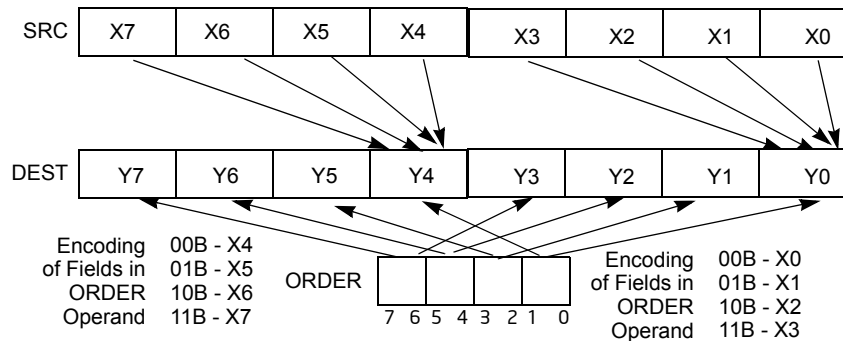 SRC X7 X6 X5 X4 X3 X2 X1 X0
DEST Y7 Y6 Y5 Y4 Y3 Y2 Y1 Y0
Encoding 00B - X4
of Fields in 01B - X5
ORDER 10B - X6
Operand 11B - X7
ORDER
7 6 5 4 3 2 1 0
Encoding 00B - X0
of Fields in 01B - X1
ORDER 10B - X2
Operand 11B - X3